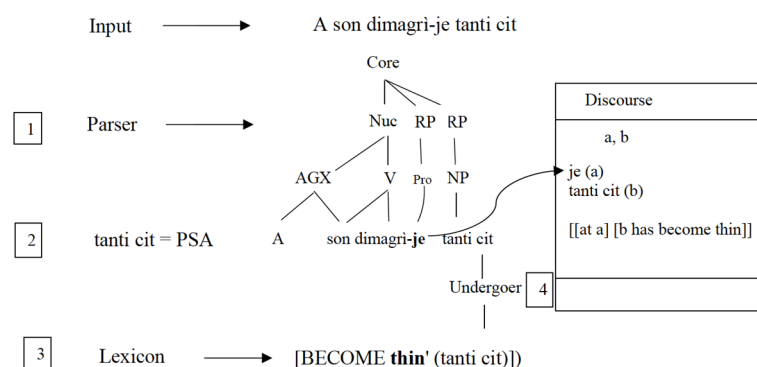 Input A son dimagrì-je tanti cit
Core
Discourse
1 Parser Nuc RP RP
a, b
AGX V Pro NP
je (a)
tanti cit (b)
2 tanti cit = PSA A son dimagrì-je tanti cit
[[at a] [b has become thin]]
Undergoer 4
3 Lexicon [BECOME thin' (tanti cit)])